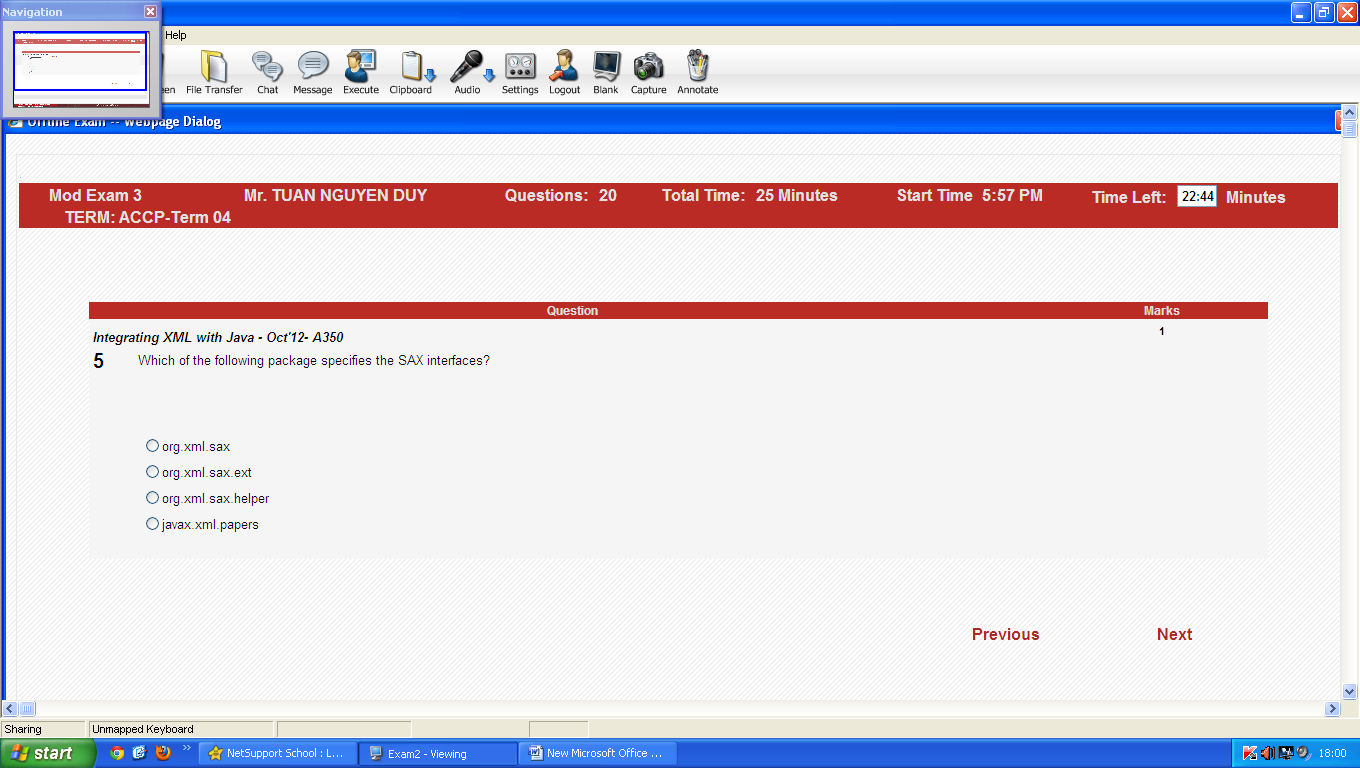 Navigation
Help
File Transfer
Chat
Message
Execute
Clipboard
Audio
Settings
Logout
Blank
Capture
Annotate
Offline Exam -- Webpage Dialog
Mod Exam 3 Mr. TUAN NGUYEN DUY Questions: 20 Total Time: 25 Minutes Start Time 5:57 PM Time Left: 22:44 Minutes
TERM: ACCP-Term 04
Question Marks
Integrating XML with Java - Oct'12- A350 1
5 Which of the following package specifies the SAX interfaces?
org.xml.sax
org.xml.sax.ext
org.xml.sax.helper
javax.xml.papers
Previous Next
Sharing Unmapped Keyboard
start NetSupport School : L... Exam2 - Viewing New Microsoft Office ... 18:00